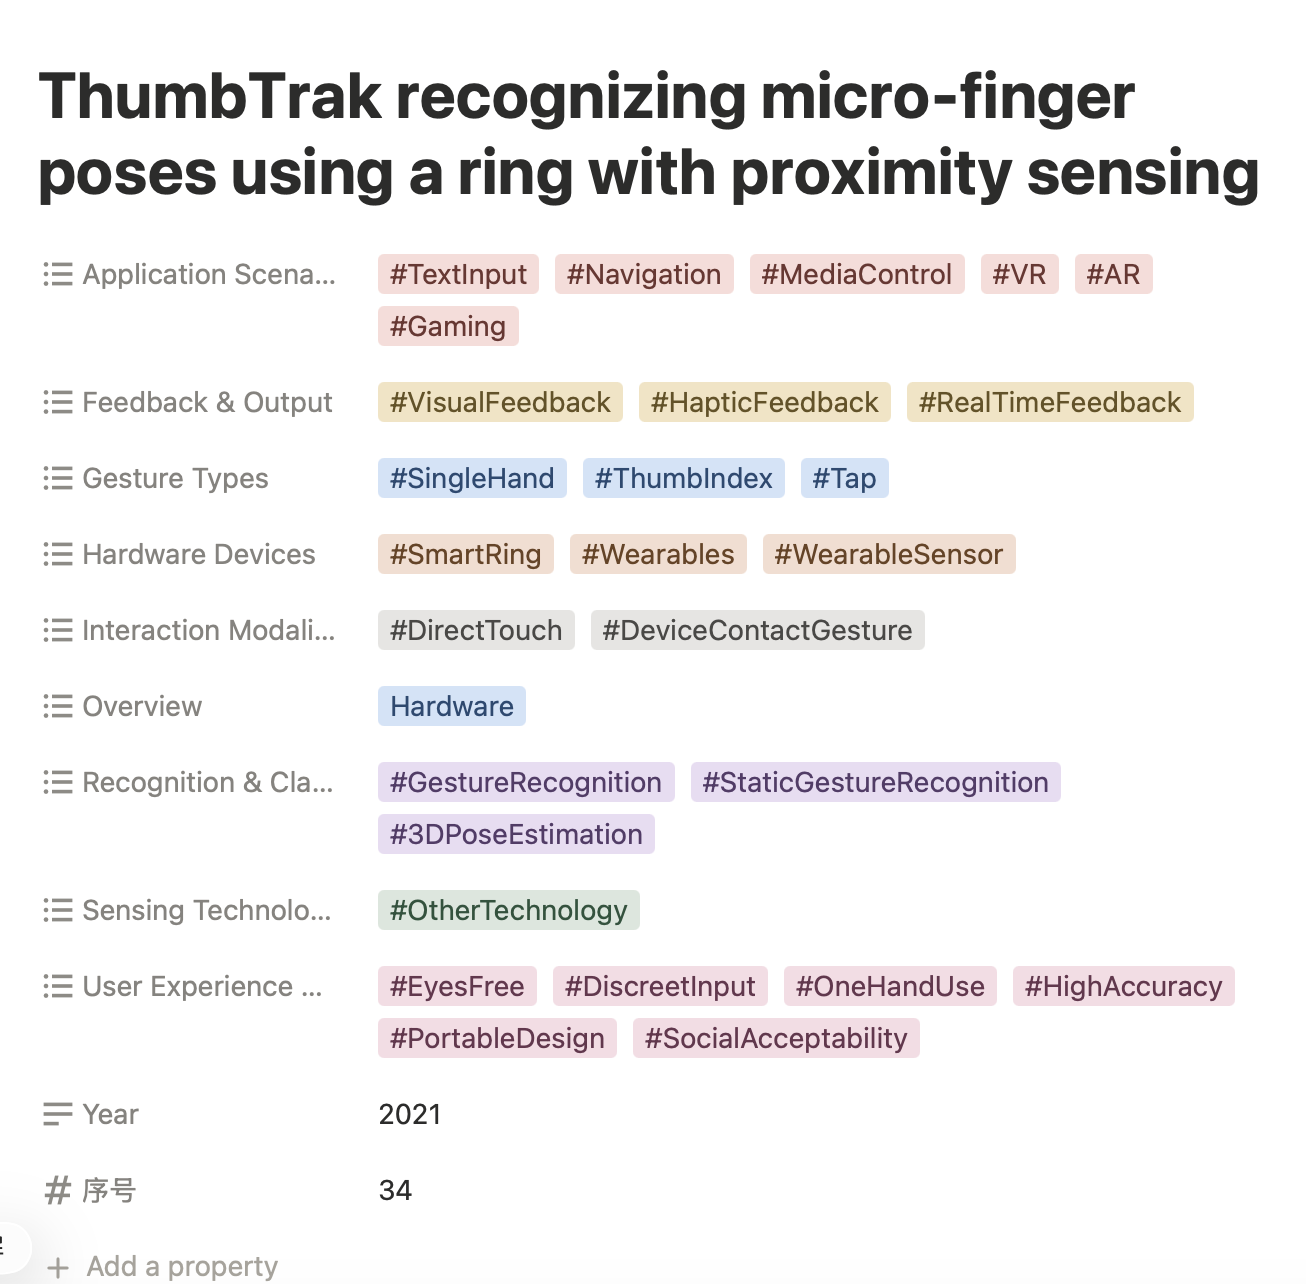 ThumbTrak recognizing micro-finger
poses using a ring with proximity sensing
Application Scena... #TextInput #Navigation #MediaControl #VR #AR
#Gaming
Feedback & Output #VisualFeedback #HapticFeedback #RealTimeFeedback
Gesture Types #SingleHand #ThumbIndex #Tap
Hardware Devices #SmartRing #Wearables #WearableSensor
Interaction Modali... #DirectTouch #DeviceContactGesture
Overview Hardware
Recognition & Cla... #GestureRecognition #StaticGestureRecognition
#3DPoseEstimation
Sensing Technolo... #OtherTechnology
User Experience ... #EyesFree #DiscreetInput #OneHandUse #HighAccuracy
#PortableDesign #SocialAcceptability
Year 2021
# 序号 34
+ Add a property